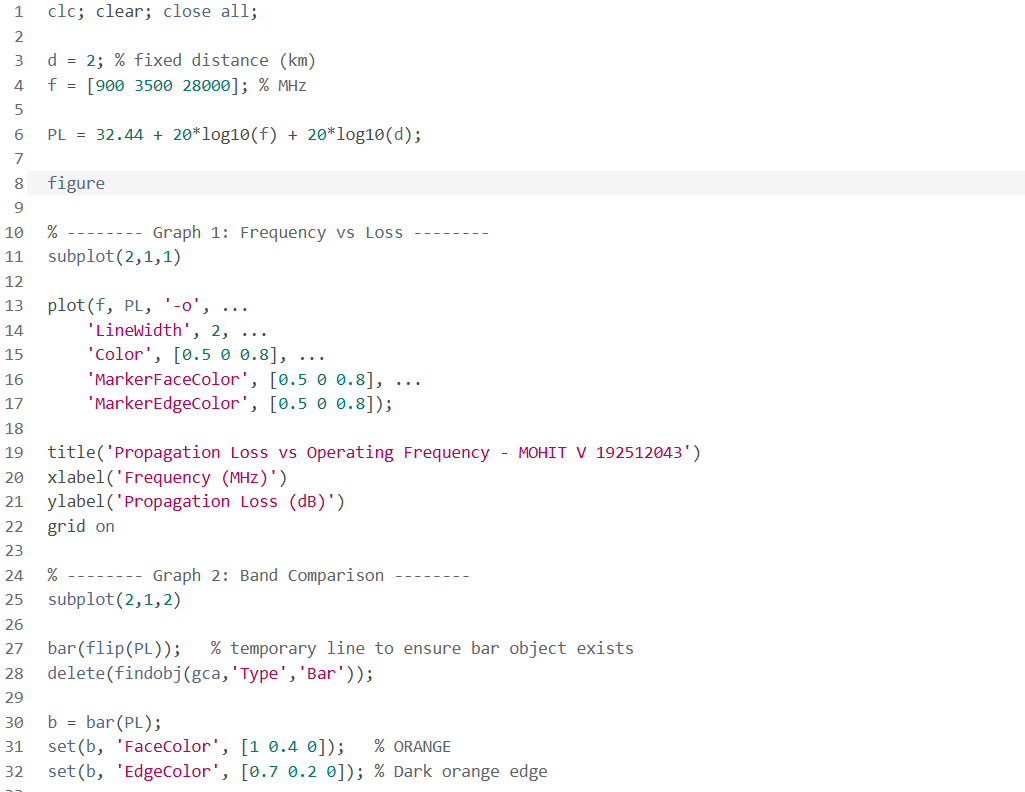 1 clc; clear; close all;
2
3 d = 2; % fixed distance (km)
4 f = [900 3500 28000]; % MHz
5
6 PL = 32.44 + 20*log10(f) + 20*log10(d);
7
8 figure
9
10 % -------- Graph 1: Frequency vs Loss --------
11 subplot(2,1,1)
12
13 plot(f, PL, '-o', ...
14     'LineWidth', 2, ...
15     'Color', [0.5 0 0.8], ...
16     'MarkerFaceColor', [0.5 0 0.8], ...
17     'MarkerEdgeColor', [0.5 0 0.8]);
18
19 title('Propagation Loss vs Operating Frequency - MOHIT V 192512043')
20 xlabel('Frequency (MHz)')
21 ylabel('Propagation Loss (dB)')
22 grid on
23
24 % -------- Graph 2: Band Comparison --------
25 subplot(2,1,2)
26
27 bar(flip(PL));   % temporary line to ensure bar object exists
28 delete(findobj(gca,'Type','Bar'));
29
30 b = bar(PL);
31 set(b, 'FaceColor', [1 0.4 0]);   % ORANGE
32 set(b, 'EdgeColor', [0.7 0.2 0]); % Dark orange edge